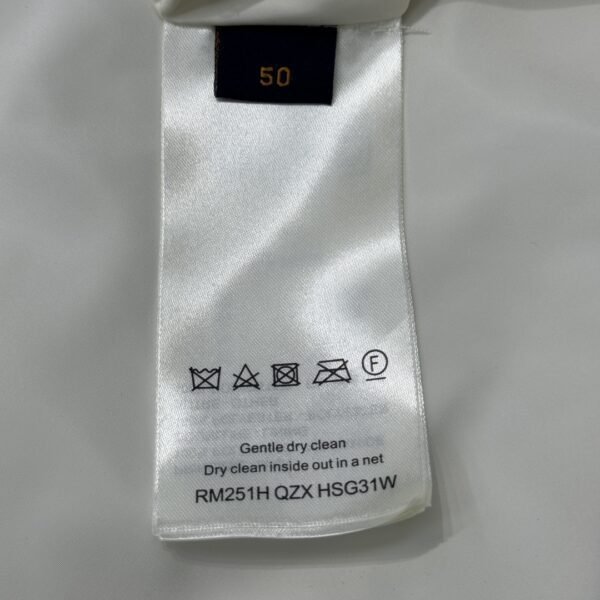 50
F
Gentle dry clean
Dry clean inside out in a net
RM251H QZX HSG31W